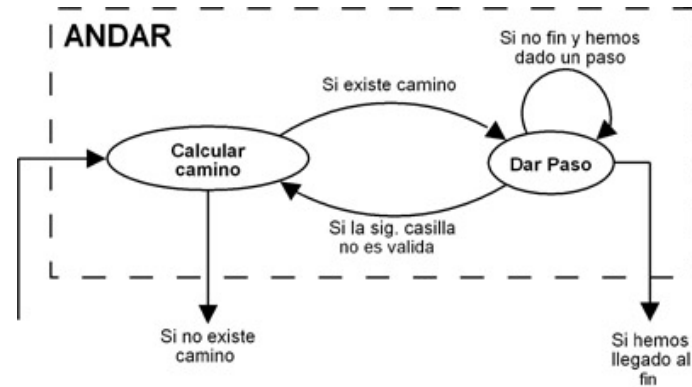 ANDAR
Si no fin y hemos
dado un paso
Si existe camino
Calcular
camino
Dar Paso
Si la sig. casilla
no es valida
Si no existe
camino
Si hemos
llegado al
fin